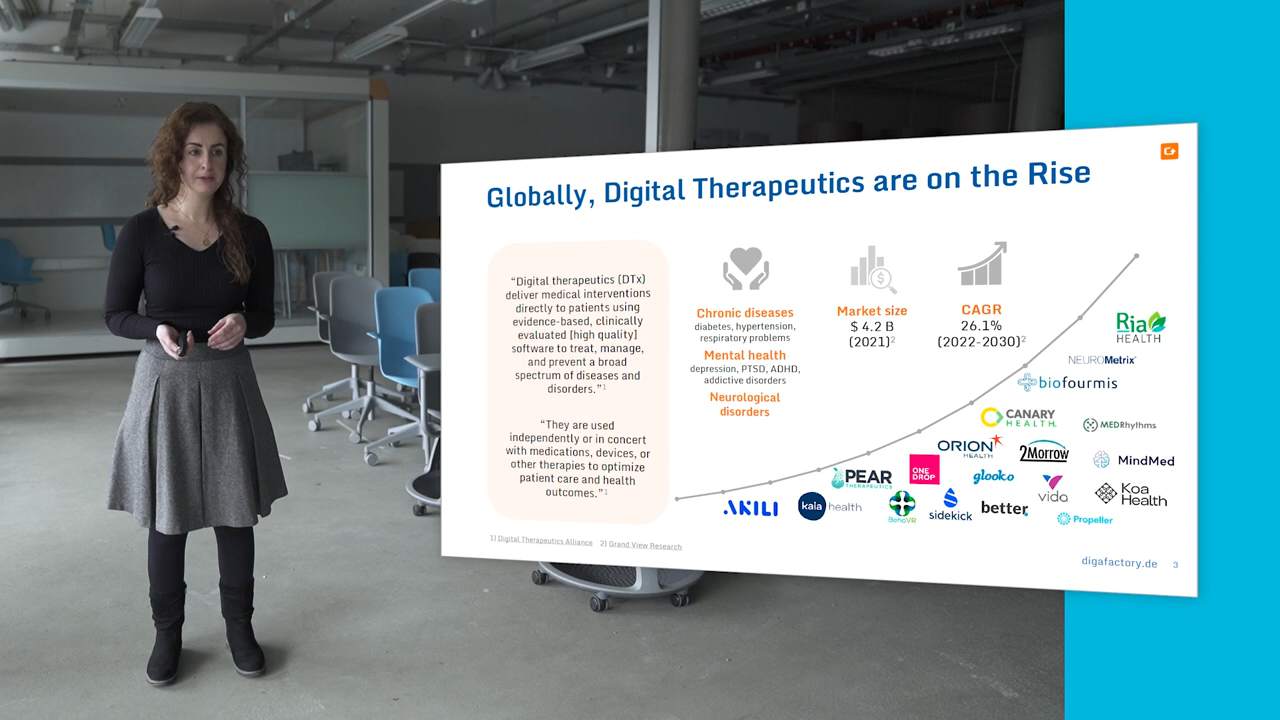 Globally, Digital Therapeutics are on the Rise
“Digital therapeutics (DTx)
deliver medical interventions
directly to patients using
evidence-based, clinically
evaluated [high quality]
software to treat, manage,
and prevent a broad
spectrum of diseases and
disorders.”1
“They are used
independently or in concert
with medications, devices, or
other therapies to optimize
patient care and health
outcomes.”1
Chronic diseases
diabetes, hypertension,
respiratory problems
Mental health
depression, PTSD, ADHD,
addictive disorders
Neurological
disorders
Market size
$ 4.2 B
(2021)2
CAGR
26.1%
(2022-2030)2
Ria
HEALTH
NEUROMetrix
biofourmis
CANARY
HEALTH.
MEDRhythms
ORION
HEALTH
2Morrow
MindMed
PEAR
THERAPEUTICS
ONE
DROP
glooko
vida
Koa
Health
AKILI
kaia health
BehaVR
sidekick
better.
Propeller
1) Digital Therapeutics Alliance 2) Grand View Research
digafactory.de 3